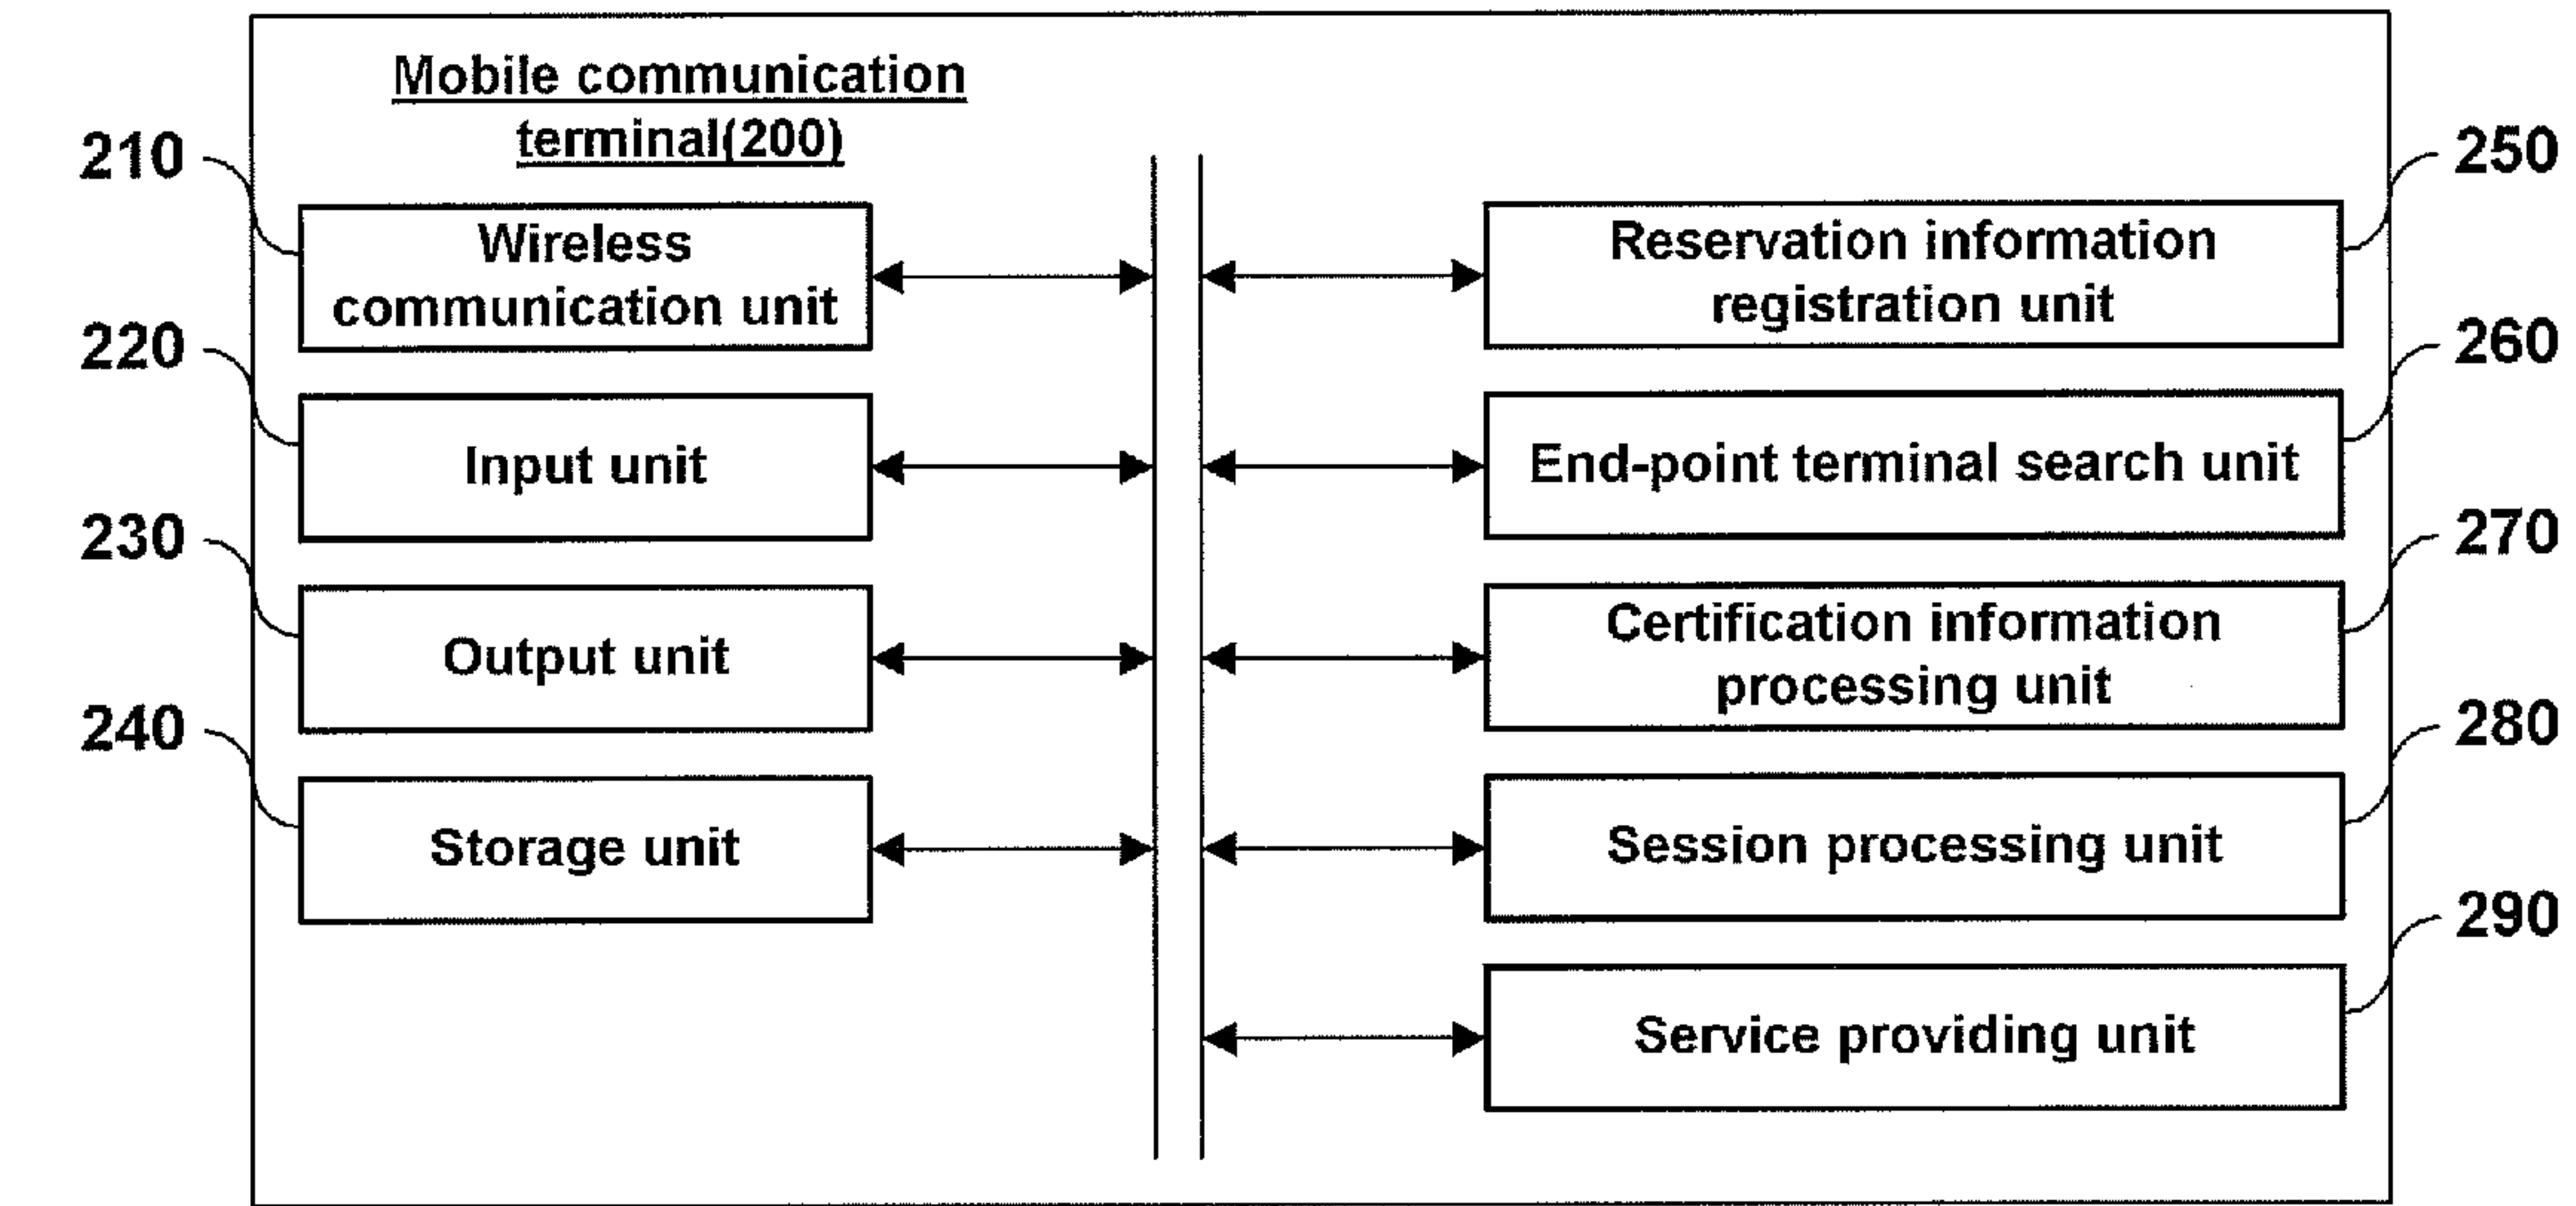 Mobile communication
terminal(200)
210
Wireless
communication unit
220
Input unit
230
Output unit
240
Storage unit
250
Reservation information
registration unit
260
End-point terminal search unit
270
Certification information
processing unit
280
Session processing unit
290
Service providing unit